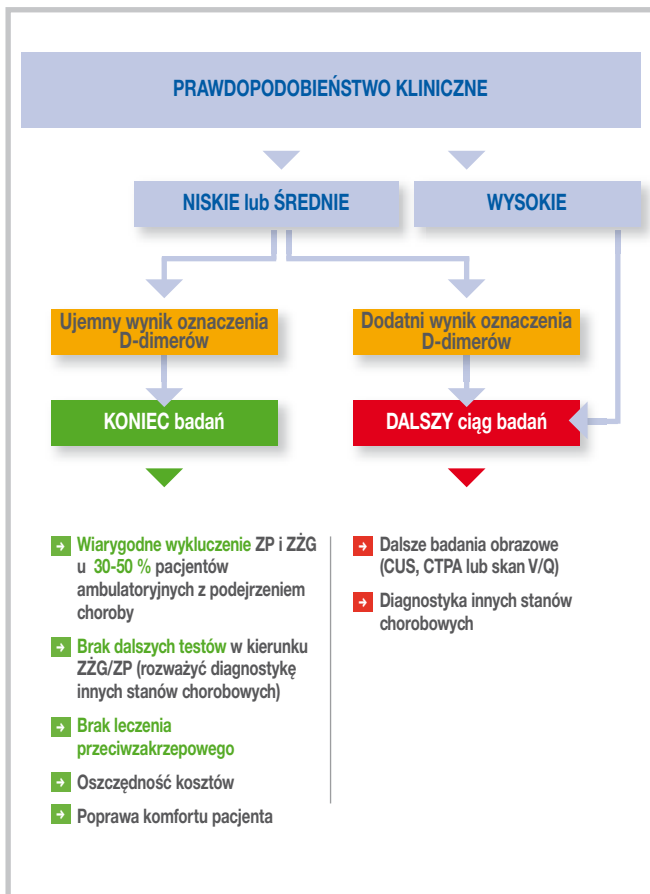 PRAWDOPODOBIEŃSTWO KLINICZNE
NISKIE lub ŚREDNIE
WYSOKIE
Ujemny wynik oznaczenia
D-dimerów
Dodatni wynik oznaczenia
D-dimerów
KONIEC badań
DALSZY ciąg badań
Wiarygodne wykluczenie ZP i ZŻG
u 30-50 % pacjentów
ambulatoryjnych z podejrzeniem
choroby
Brak dalszych testów w kierunku
ZŻG/ZP (rozważyć diagnostykę
innych stanów chorobowych)
Brak leczenia
przeciwzakrzepowego
Oszczędność kosztów
Poprawa komfortu pacjenta
Dalsze badania obrazowe
(CUS, CTPA lub skan V/Q)
Diagnostyka innych stanów
chorobowych